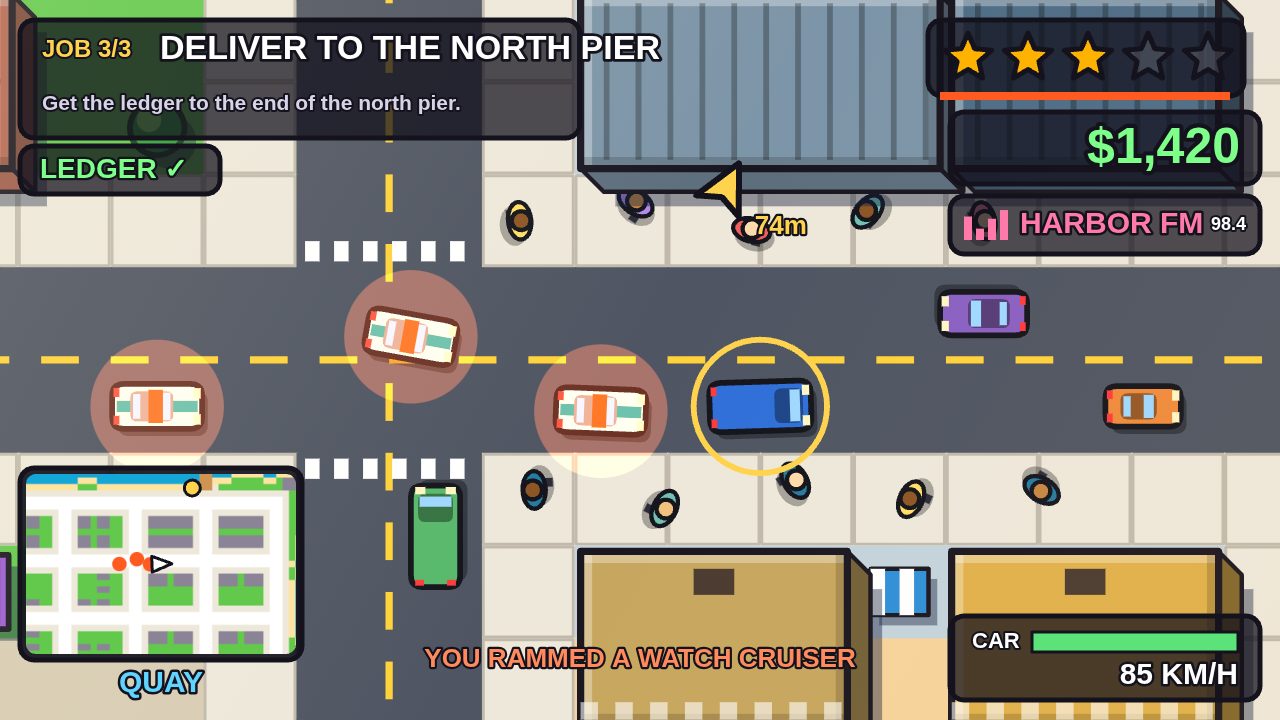 JOB 3/3 DELIVER TO THE NORTH PIER
Get the ledger to the end of the north pier.
LEDGER ✓
$1,420
HARBOR FM 98.4
74m
YOU RAMMED A WATCH CRUISER
CAR
85 KM/H
QUAY